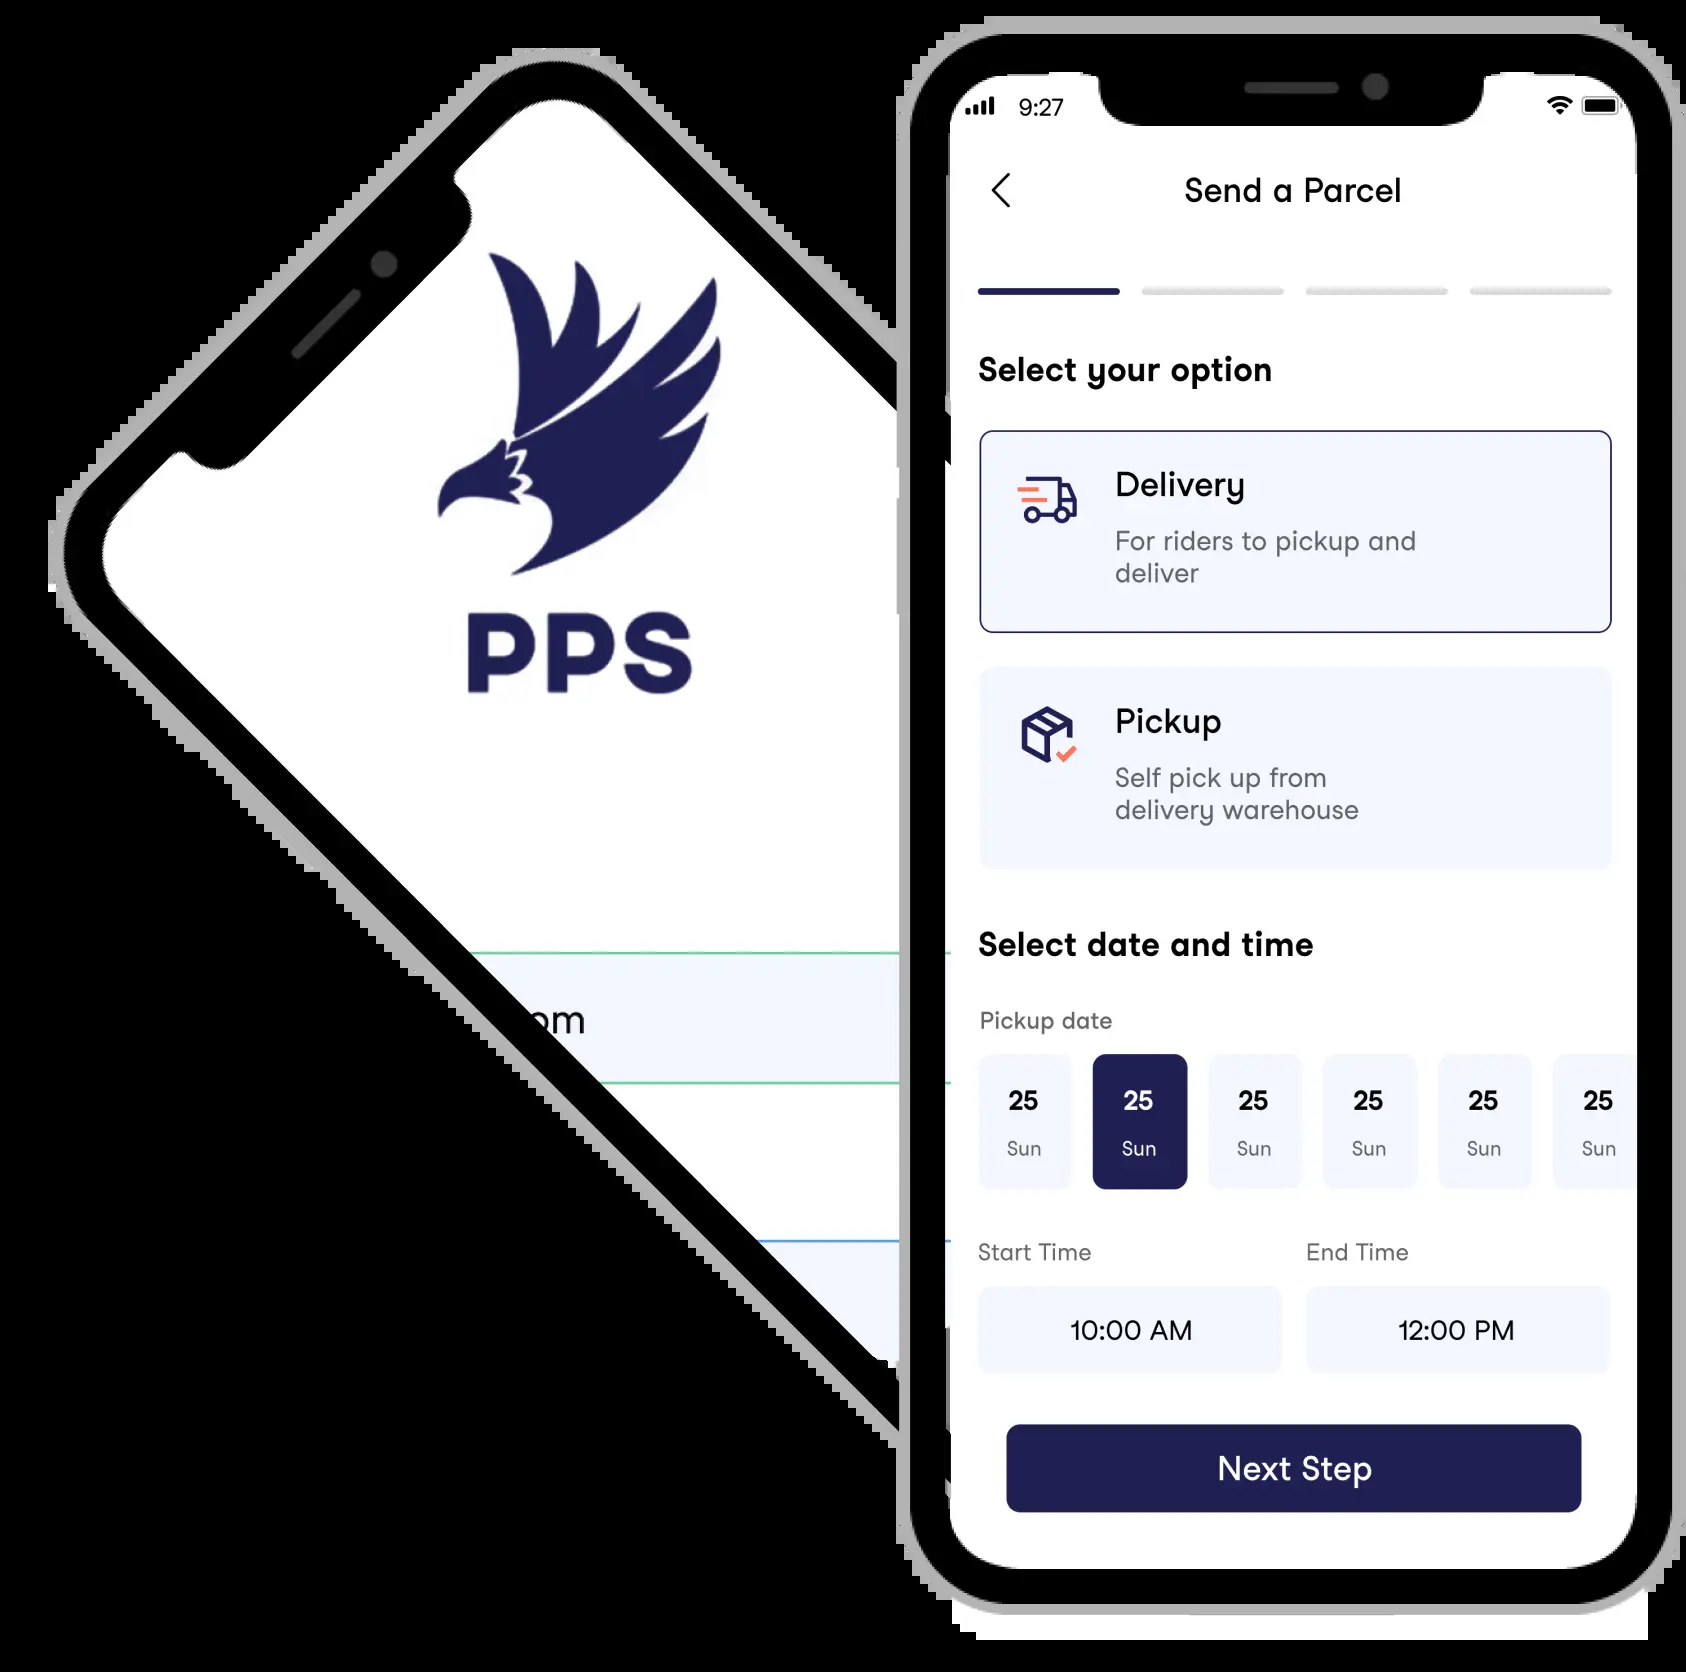 PPS
om
9:27
Send a Parcel
Select your option
Delivery
For riders to pickup and
deliver
Pickup
Self pick up from
delivery warehouse
Select date and time
Pickup date
25 25 25 25 25 25
Sun Sun Sun Sun Sun Sun
Start Time End Time
10:00 AM 12:00 PM
Next Step